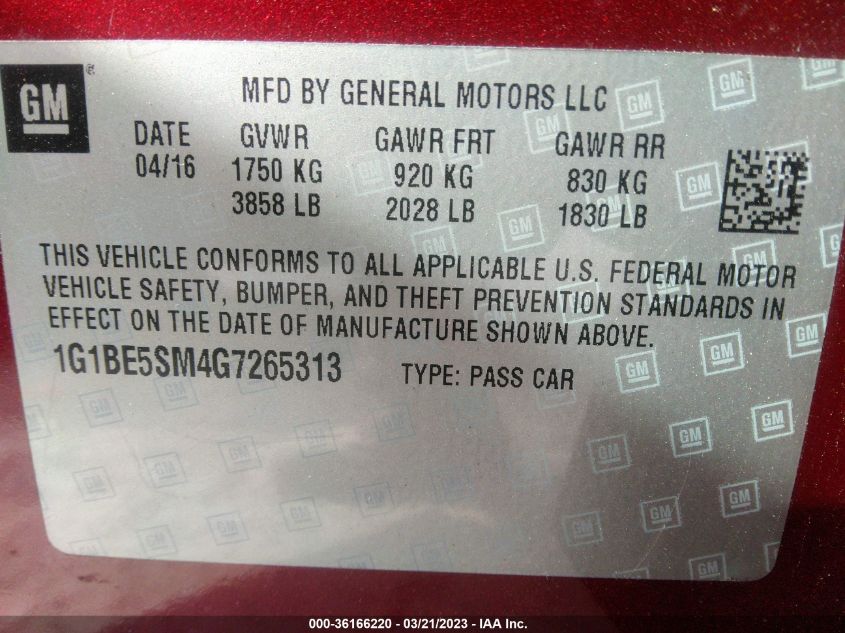 GM
MFD BY GENERAL MOTORS LLC
DATE GVWR GAWR FRT GAWR RR
04/16 1750 KG 920 KG 830 KG
3858 LB 2028 LB 1830 LB
THIS VEHICLE CONFORMS TO ALL APPLICABLE U.S. FEDERAL MOTOR
VEHICLE SAFETY, BUMPER, AND THEFT PREVENTION STANDARDS IN
EFFECT ON THE DATE OF MANUFACTURE SHOWN ABOVE.
1G1BE5SM4G7265313 TYPE: PASS CAR
000-36166220 - 03/21/2023 - IAA Inc.